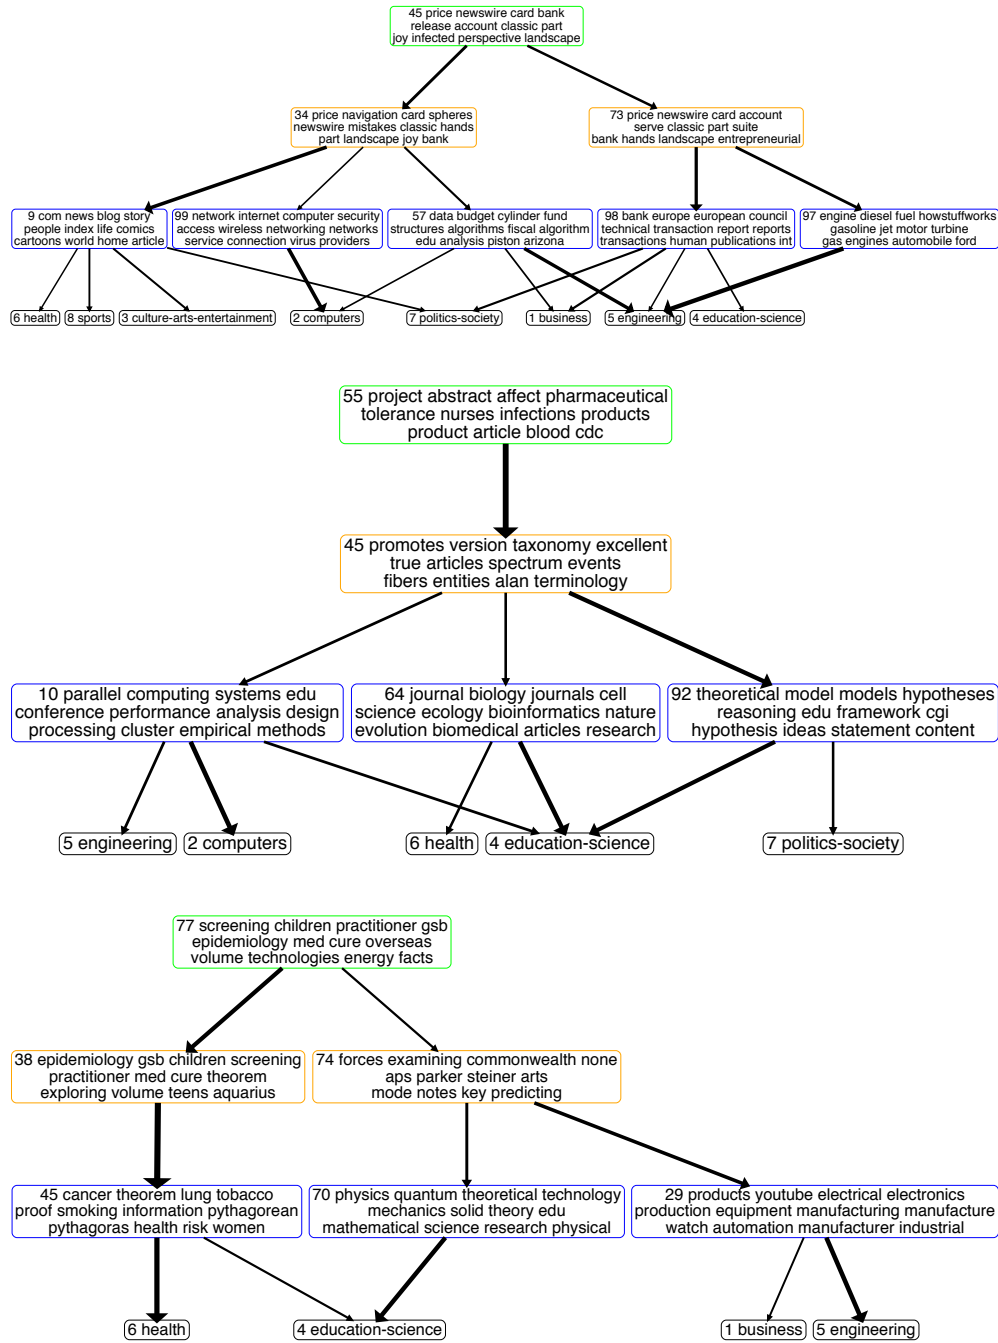 45 price newswire card bank
release account classic part
joy infected perspective landscape
34 price navigation card spheres
newswire mistakes classic hands
part landscape joy bank
73 price newswire card account
serve classic part suite
bank hands landscape entrepreneurial
9 com news blog story
people index life comics
cartoons world home article
99 network internet computer security
access wireless networking networks
service connection virus providers
57 data budget cylinder fund
structures algorithms fiscal algorithm
edu analysis piston arizona
98 bank europe european council
technical transaction report reports
transactions human publications int
97 engine diesel fuel howstuffworks
gasoline jet motor turbine
gas engines automobile ford
6 health
8 sports
3 culture-arts-entertainment
2 computers
7 politics-society
1 business
5 engineering
4 education-science
55 project abstract affect pharmaceutical
tolerance nurses infections products
product article blood cdc
45 promotes version taxonomy excellent
true articles spectrum events
fibers entities alan terminology
10 parallel computing systems edu
conference performance analysis design
processing cluster empirical methods
64 journal biology journals cell
science ecology bioinformatics nature
evolution biomedical articles research
92 theoretical model models hypotheses
reasoning edu framework cgi
hypothesis ideas statement content
5 engineering
2 computers
6 health
4 education-science
7 politics-society
77 screening children practitioner gsb
epidemiology med cure overseas
volume technologies energy facts
38 epidemiology gsb children screening
practitioner med cure theorem
exploring volume teens aquarius
74 forces examining commonwealth none
aps parker steiner arts
mode notes key predicting
45 cancer theorem lung tobacco
proof smoking information pythagorean
pythagoras health risk women
70 physics quantum theoretical technology
mechanics solid theory edu
mathematical science research physical
29 products youtube electrical electronics
production equipment manufacturing manufacture
watch automation manufacturer industrial
6 health
4 education-science
1 business
5 engineering